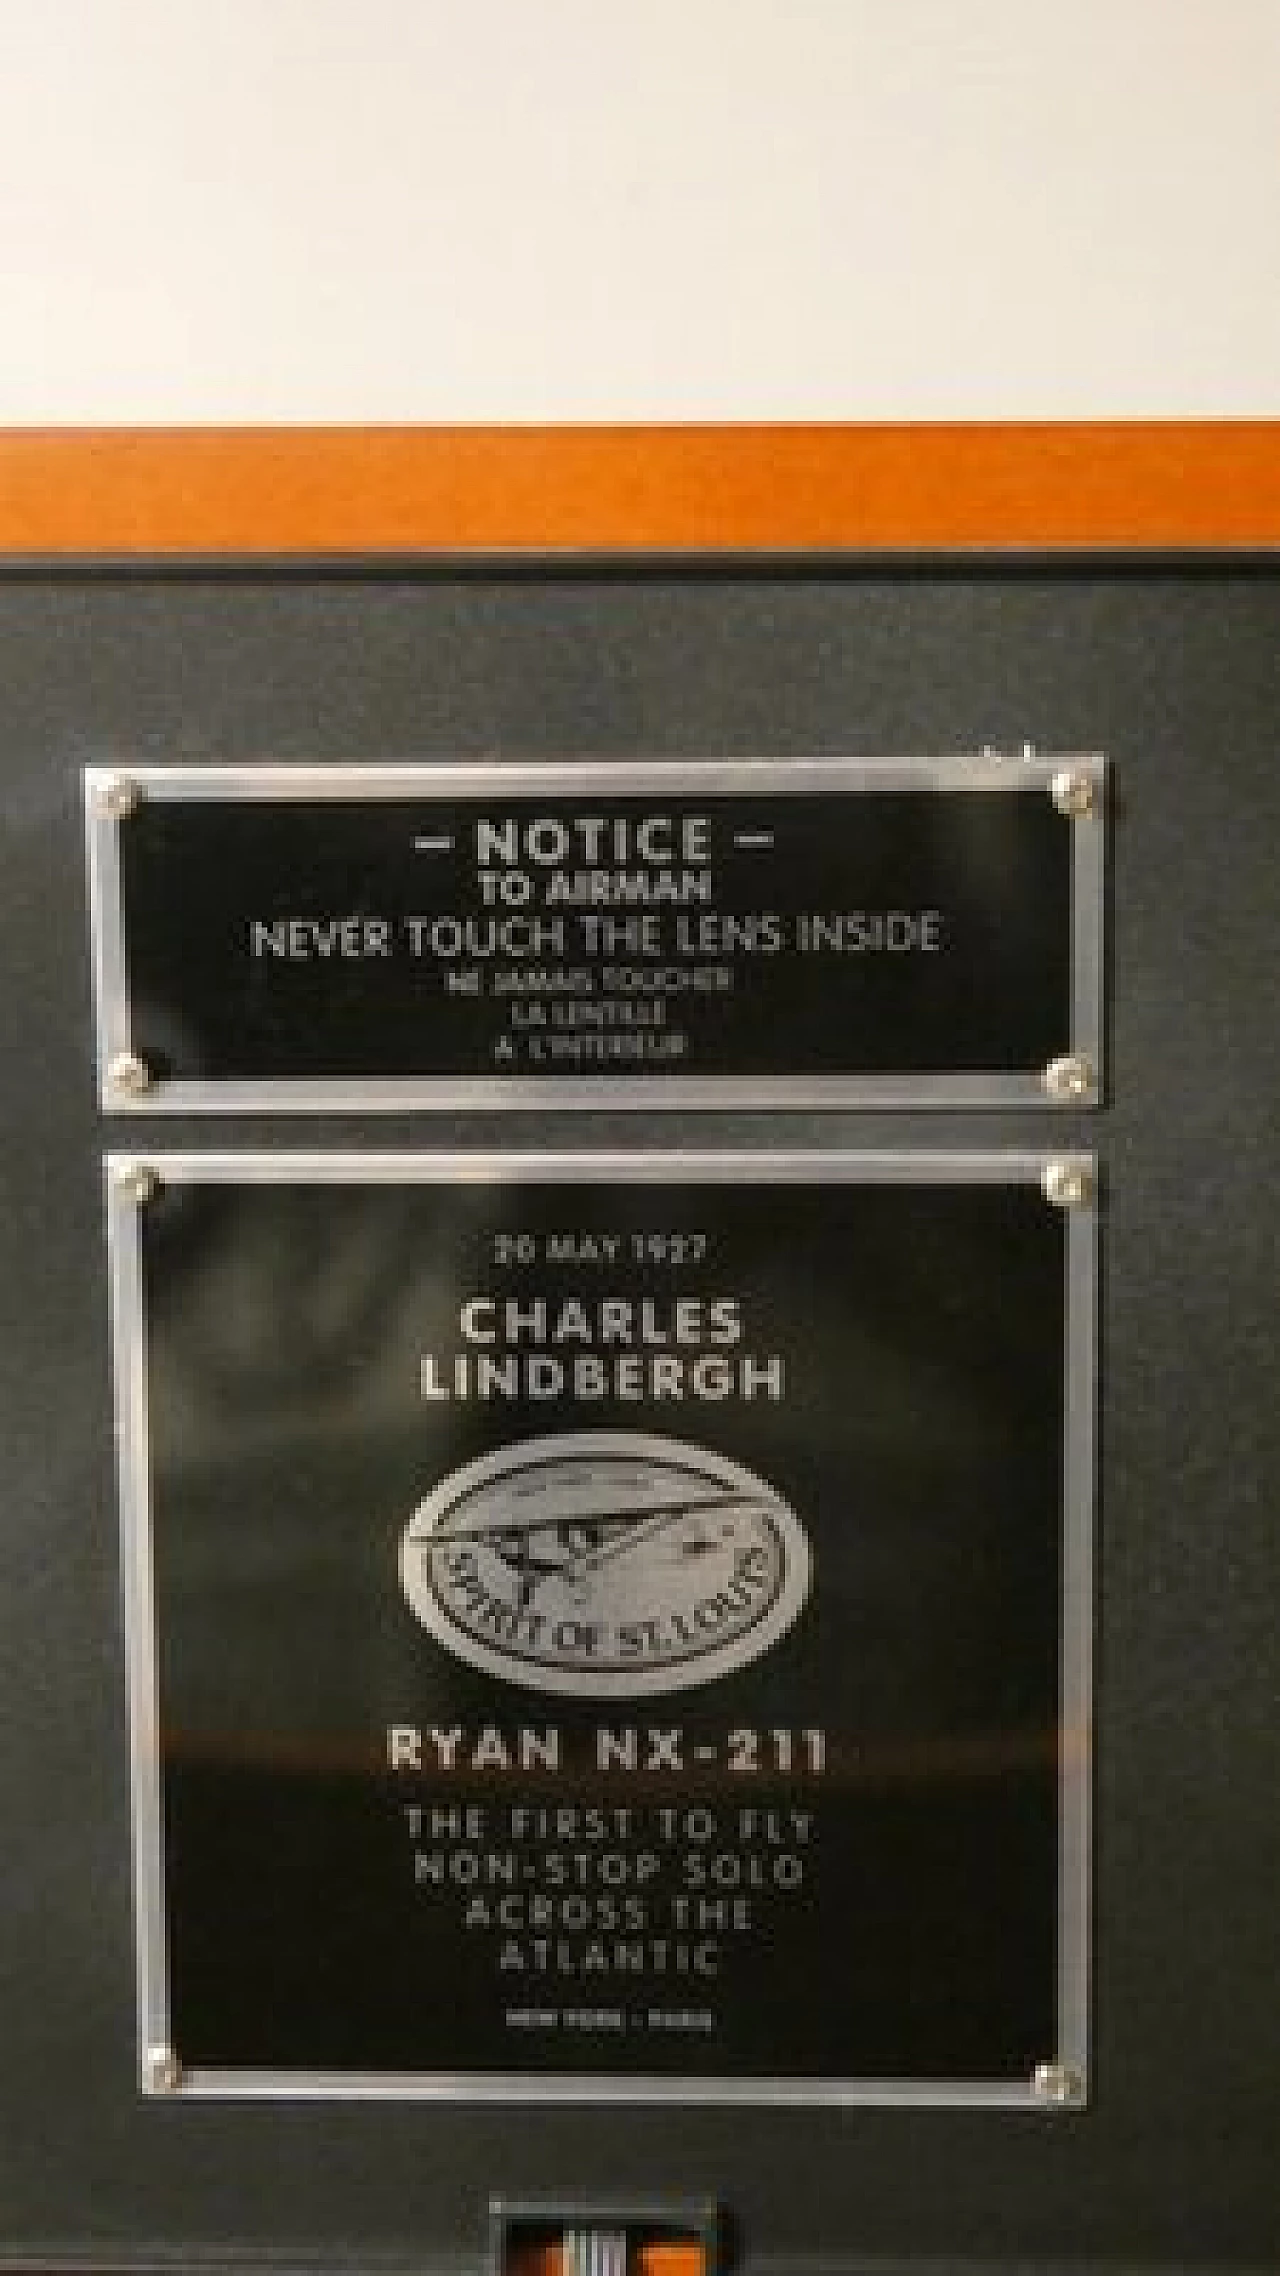 – NOTICE –
TO AIRMAN
NEVER TOUCH THE LENS INSIDE
NE JAMAIS TOUCHER
LA LENTILLE
A L'INTERIEUR
20 MAY 1927
CHARLES
LINDBERGH
SPIRIT OF ST. LOUIS
RYAN NX-211
THE FIRST TO FLY
NON-STOP SOLO
ACROSS THE
ATLANTIC
NEW YORK - PARIS